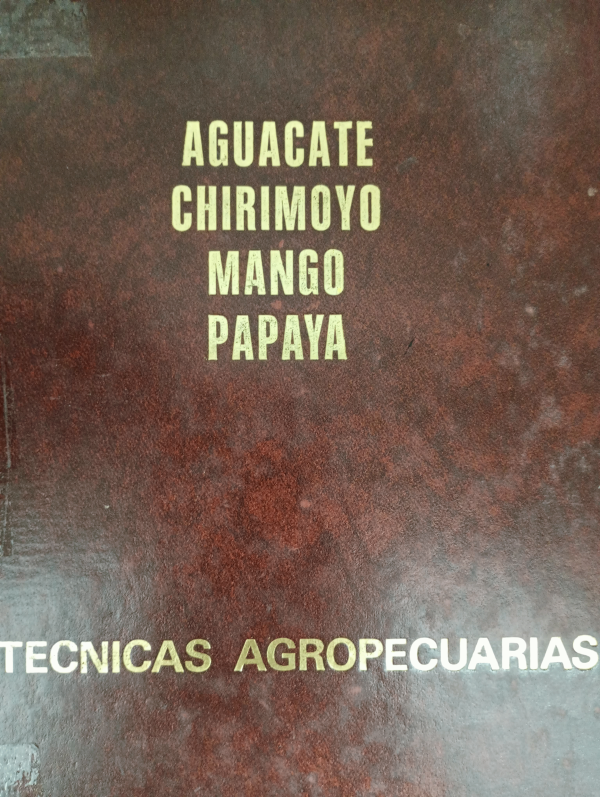 AGUACATE
CHIRIMOYO
MANGO
PAPAYA
TECNICAS AGROPECUARIAS